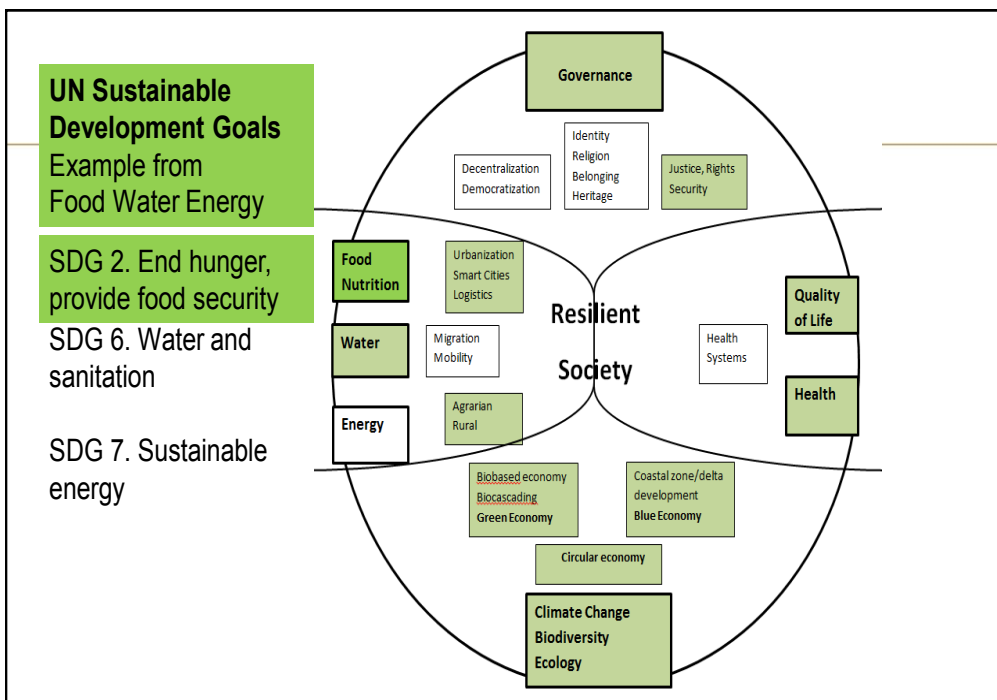 UN Sustainable
Development Goals
Example from
Food Water Energy
SDG 2. End hunger,
provide food security
SDG 6. Water and
sanitation
SDG 7. Sustainable
energy
Governance
Decentralization
Democratization
Identity
Religion
Belonging
Heritage
Justice, Rights
Security
Food
Nutrition
Urbanization
Smart Cities
Logistics
Water
Migration
Mobility
Energy
Agrarian
Rural
Resilient
Society
Quality
of Life
Health
Systems
Health
Biobased economy
Biocascading
Green Economy
Coastal zone/delta
development
Blue Economy
Circular economy
Climate Change
Biodiversity
Ecology